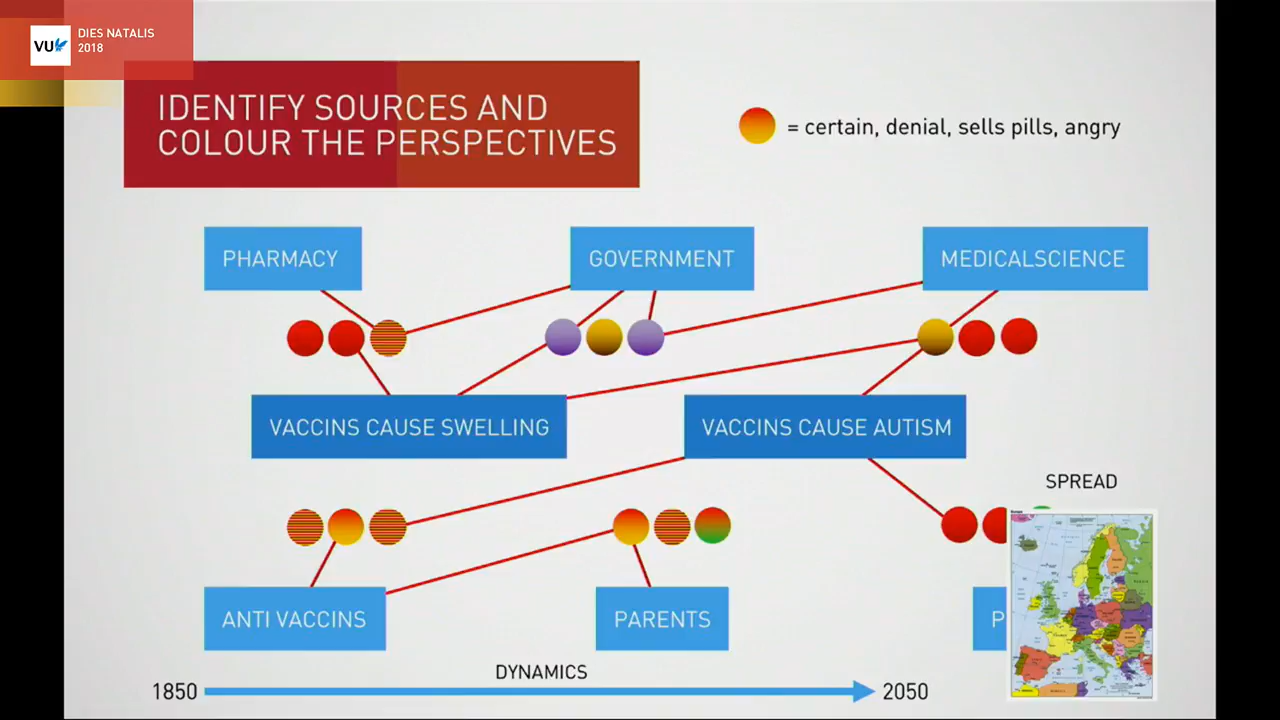 VU
DIES NATALIS
2018
IDENTIFY SOURCES AND
COLOUR THE PERSPECTIVES
= certain, denial, sells pills, angry
PHARMACY
GOVERNMENT
MEDICALSCIENCE
VACCINS CAUSE SWELLING
VACCINS CAUSE AUTISM
SPREAD
ANTI VACCINS
PARENTS
P
DYNAMICS
1850
2050